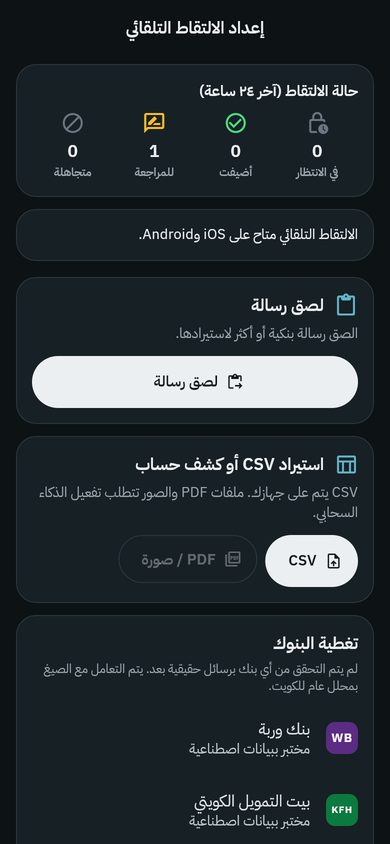 إعداد الالتقاط التلقائي
حالة الالتقاط (آخر ٢٤ ساعة)
0
0
1
0
في الانتظار
أضيفت
للمراجعة
متجاهلة
الالتقاط التلقائي متاح على iOS وAndroid.
لصق رسالة
الصق رسالة بنكية أو أكثر لاستيرادها.
لصق رسالة
استيراد CSV أو كشف حساب
CSV يتم على جهازك. ملفات PDF والصور تتطلب تفعيل الذكاء
السحابي.
CSV
PDF / صورة
تغطية البنوك
لم يتم التحقق من أي بنك برسائل حقيقية بعد. يتم التعامل مع الصيغ
بمحلل عام للكويت.
WB
بنك وربة
مختبر ببيانات اصطناعية
KFH
بيت التمويل الكويتي
مختبر ببيانات اصطناعية